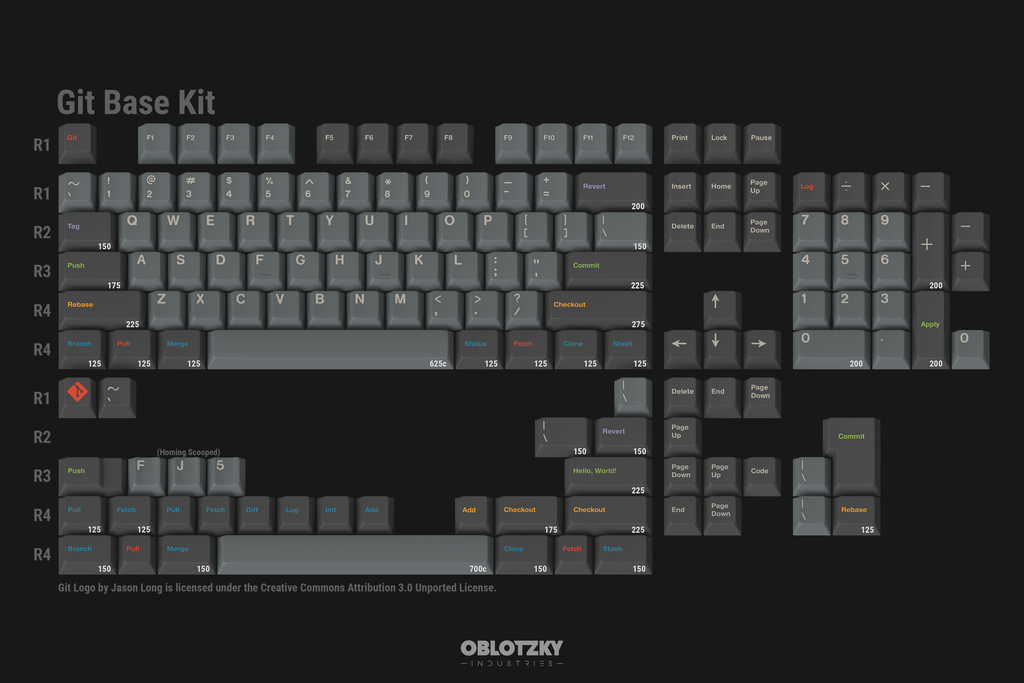 Git Base Kit
R1 Git F1 F2 F3 F4 F5 F6 F7 F8 F9 F10 F11 F12 Print Lock Pause
R1 ~ ` ! 1 @ 2 # 3 $ 4 % 5 ^ 6 & 7 * 8 ( 9 ) 0 — - + = Revert 200 Insert Home Page Up Log ÷ × −
R2 Tag 150 Q W E R T Y U I O P { [ } ] | \ 150 Delete End Page Down 7 8 9 + 200 −
R3 Push 175 A S D F G H J K L : ; " ' Commit 225 4 5 6 +
R4 Rebase 225 Z X C V B N M < , > . ? / Checkout 275 ↑ 1 2 3 Apply 200
R4 Branch 125 Pull 125 Merge 125 625c Status 125 Fetch 125 Clone 125 Stash 125 ← ↓ → 0 200 . 0
R1 ~ ` | \ Delete End Page Down
R2 | \ 150 Revert 150 Page Up Commit
(Homing Scooped)
R3 Push F J 5 Hello, World! 225 Page Down Page Up Code | \
R4 Pull 125 Fetch 125 Pull Fetch Diff Log Init Add Add Checkout 175 Checkout 225 End Page Down | \ Rebase 125
R4 Branch 150 Pull Merge 150 700c Clone 150 Fetch Stash 150
Git Logo by Jason Long is licensed under the Creative Commons Attribution 3.0 Unported License.
OBLOTZKY
INDUSTRIES